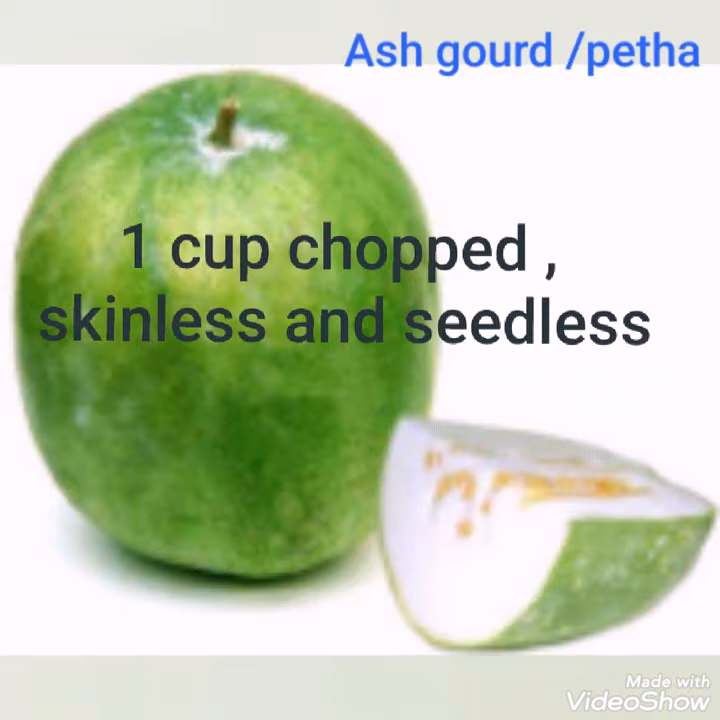 Ash gourd /petha
1 cup chopped ,
skinless and seedless
Made with
VideoShow